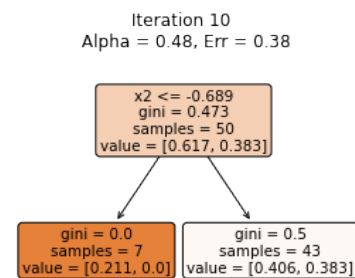 Iteration 10
Alpha = 0.48, Err = 0.38
x2 <= -0.689
gini = 0.473
samples = 50
value = [0.617, 0.383]
gini = 0.0
samples = 7
value = [0.211, 0.0]
gini = 0.5
samples = 43
value = [0.406, 0.383]